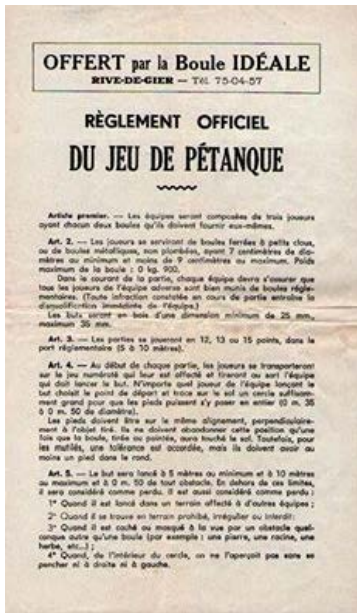 OFFERT par la Boule IDÉALE
RIVE-DE-GIER — Tél. 75-04-57
RÈGLEMENT OFFICIEL
DU JEU DE PÉTANQUE
Article premier. — Les équipes seront composées de trois joueurs
ayant chacun deux boules qu'ils doivent fournir eux-mêmes.
Art. 2. — Les joueurs se serviront de boules ferrées à petits clous,
ou de boules métalliques, non plombées, ayant 7 centimètres de dia-
mètres au minimum et moins de 9 centimètres au maximum. Poids
maximum de la boule : 0 kg. 900.
Dans le courant de la partie, chaque équipe devra s'assurer que
tous les joueurs de l'équipe adverse sont bien munis de boules régle-
mentaires. (Toute infraction constatée en cours de partie entraîne la
disqualification immédiate de l'équipe.)
Les buts seront en bois d'une dimension minimum de 25 mm.,
maximum 35 mm.
Art. 3. — Les parties se joueront en 12, 13 ou 15 points, dans le
port réglementaire (5 à 10 mètres).
Art. 4. — Au début de chaque partie, les joueurs se transporteront
sur le jeu numéroté qui leur est affecté et tireront au sort l'équipe
qui doit lancer le but. N'importe quel joueur de l'équipe lançant le
but choisit le point de départ et trace sur le sol un cercle suffisam-
ment grand pour que les pieds puissent s'y poser en entier (0 m. 35
à 0 m. 50 de diamètre).
Les pieds doivent être sur le même alignement, perpendiculaire-
ment à l'objet tiré. Ils ne doivent abandonner cette position qu'une
fois que la boule, tirée ou pointée, aura touché le sol. Toutefois, pour
les mutilés, une tolérance est accordée, mais ils doivent avoir au
moins un pied dans le rond.
Art. 5. — Le but sera lancé à 5 mètres au minimum et à 10 mètres
au maximum et à 0 m. 50 de tout obstacle. En dehors de ces limites,
il sera considéré comme perdu. Il est aussi considéré comme perdu :
1° Quand il est lancé dans un terrain affecté à d'autres équipes ;
2° Quand il se trouve en terrain prohibé, irrégulier ou interdit;
3° Quand il est caché ou masqué à la vue par un obstacle quel-
conque autre qu'une boule (par exemple : une pierre, une racine, une
herbe, etc...) ;
4° Quand, de l'intérieur du cercle, on ne l'aperçoit pas sans se
pencher ni à droite ni à gauche.